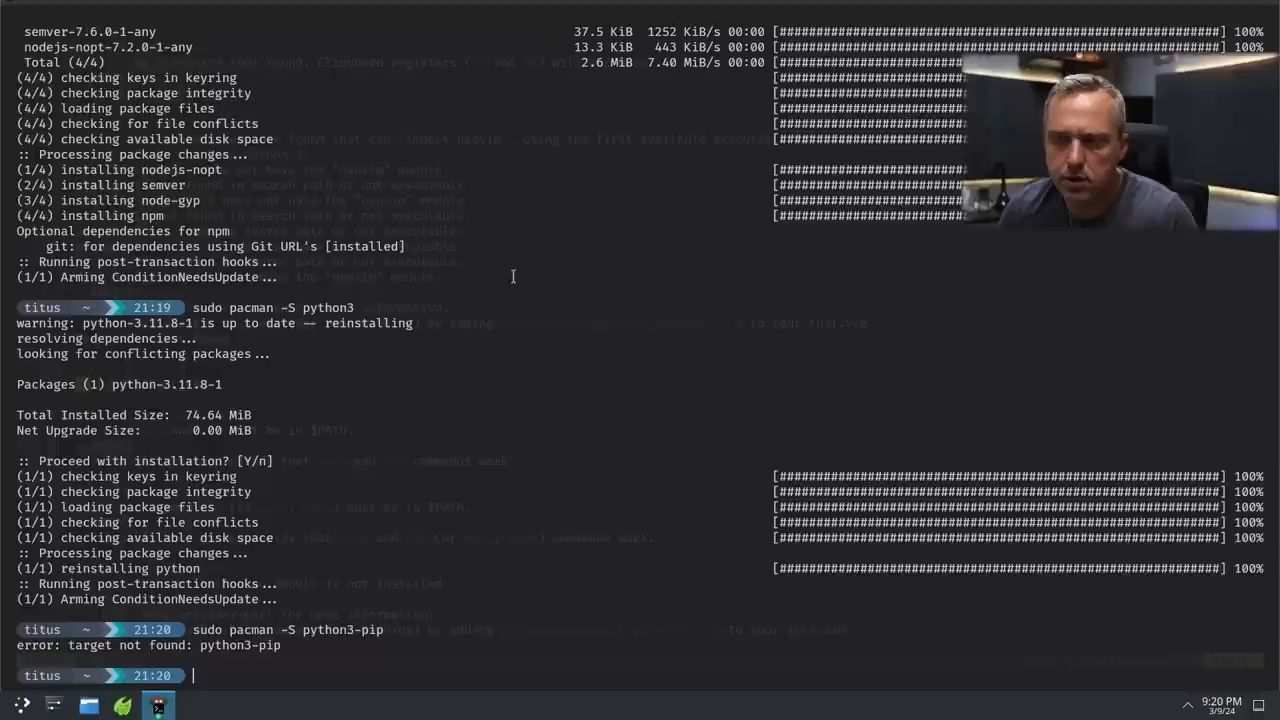 semver-7.6.0-1-any 37.5 KiB 1252 KiB/s 00:00 [############################################################] 100%
nodejs-nopt-7.2.0-1-any 13.3 KiB 443 KiB/s 00:00 [############################################################] 100%
Total (4/4) 2.6 MiB 7.40 MiB/s 00:00 [############################################################] 100%
(4/4) checking keys in keyring
(4/4) checking package integrity
(4/4) loading package files
(4/4) checking for file conflicts
(4/4) checking available disk space
:: Processing package changes...
(1/4) installing nodejs-nopt
(2/4) installing semver
(3/4) installing node-gyp
(4/4) installing npm
Optional dependencies for npm
git: for dependencies using Git URL's [installed]
:: Running post-transaction hooks...
(1/1) Arming ConditionNeedsUpdate...
titus ~ 21:19 sudo pacman -S python3
warning: python-3.11.8-1 is up to date -- reinstalling
resolving dependencies...
looking for conflicting packages...
Packages (1) python-3.11.8-1
Total Installed Size: 74.64 MiB
Net Upgrade Size: 0.00 MiB
:: Proceed with installation? [Y/n]
(1/1) checking keys in keyring [############################################################] 100%
(1/1) checking package integrity [############################################################] 100%
(1/1) loading package files [############################################################] 100%
(1/1) checking for file conflicts [############################################################] 100%
(1/1) checking available disk space [############################################################] 100%
:: Processing package changes...
(1/1) reinstalling python [############################################################] 100%
:: Running post-transaction hooks...
(1/1) Arming ConditionNeedsUpdate...
titus ~ 21:20 sudo pacman -S python3-pip
error: target not found: python3-pip
titus ~ 21:20
9:20 PM
3/9/24